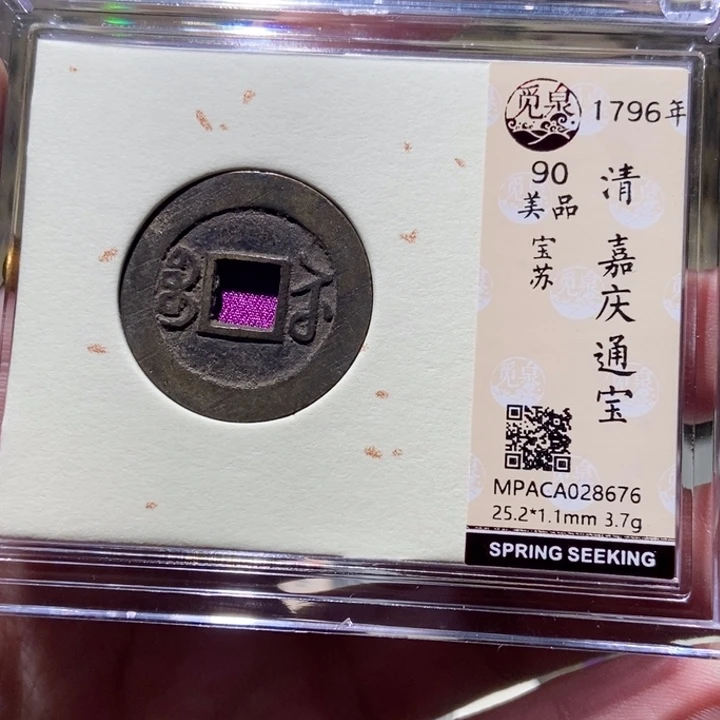 觅泉
1796年
90
美品
宝苏
清 嘉庆通宝
MPACA028676
25.2*1.1mm 3.7g
SPRING SEEKING